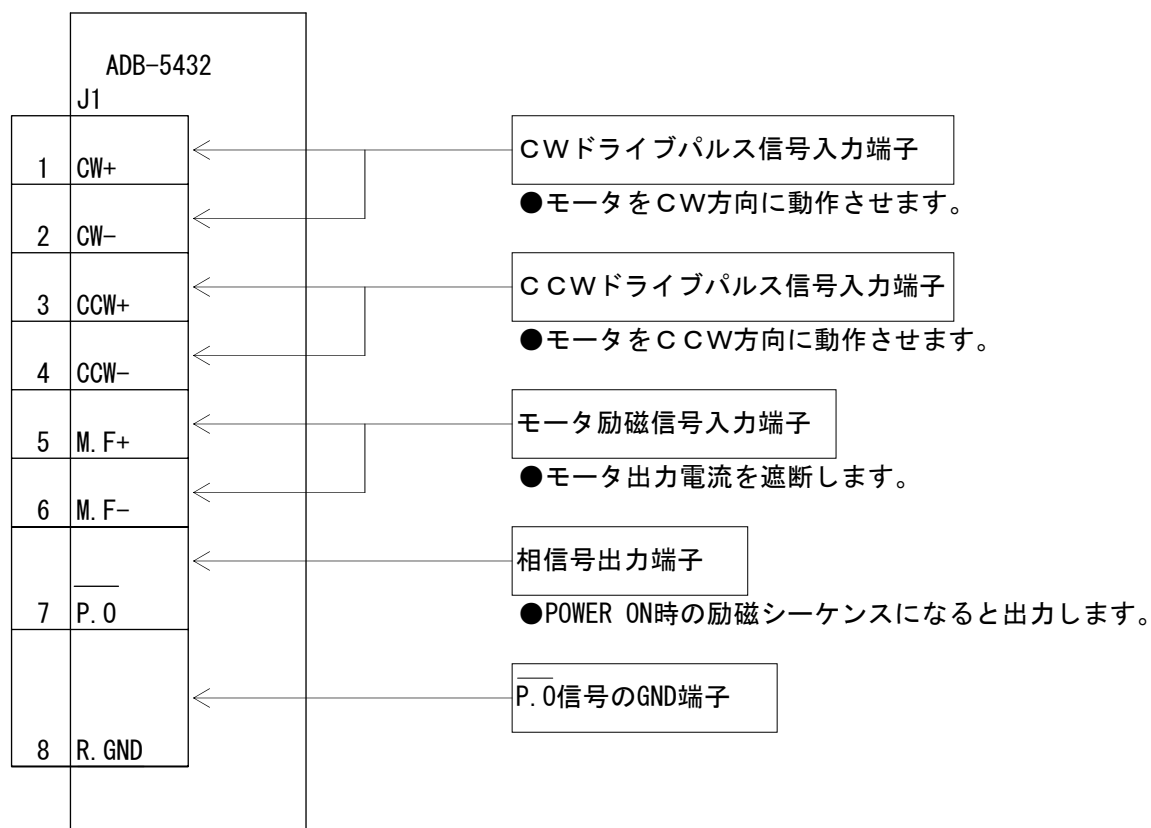 ADB-5432
J1
1 CW+
CWドライブパルス信号入力端子
●モータをCW方向に動作させます。
2 CW-
3 CCW+
CCWドライブパルス信号入力端子
●モータをCCW方向に動作させます。
4 CCW-
5 M.F+
モータ励磁信号入力端子
●モータ出力電流を遮断します。
6 M.F-
7 P̅.̅O̅
相信号出力端子
●POWER ON時の励磁シーケンスになると出力します。
8 R.GND
P̅.̅O̅信号のGND端子